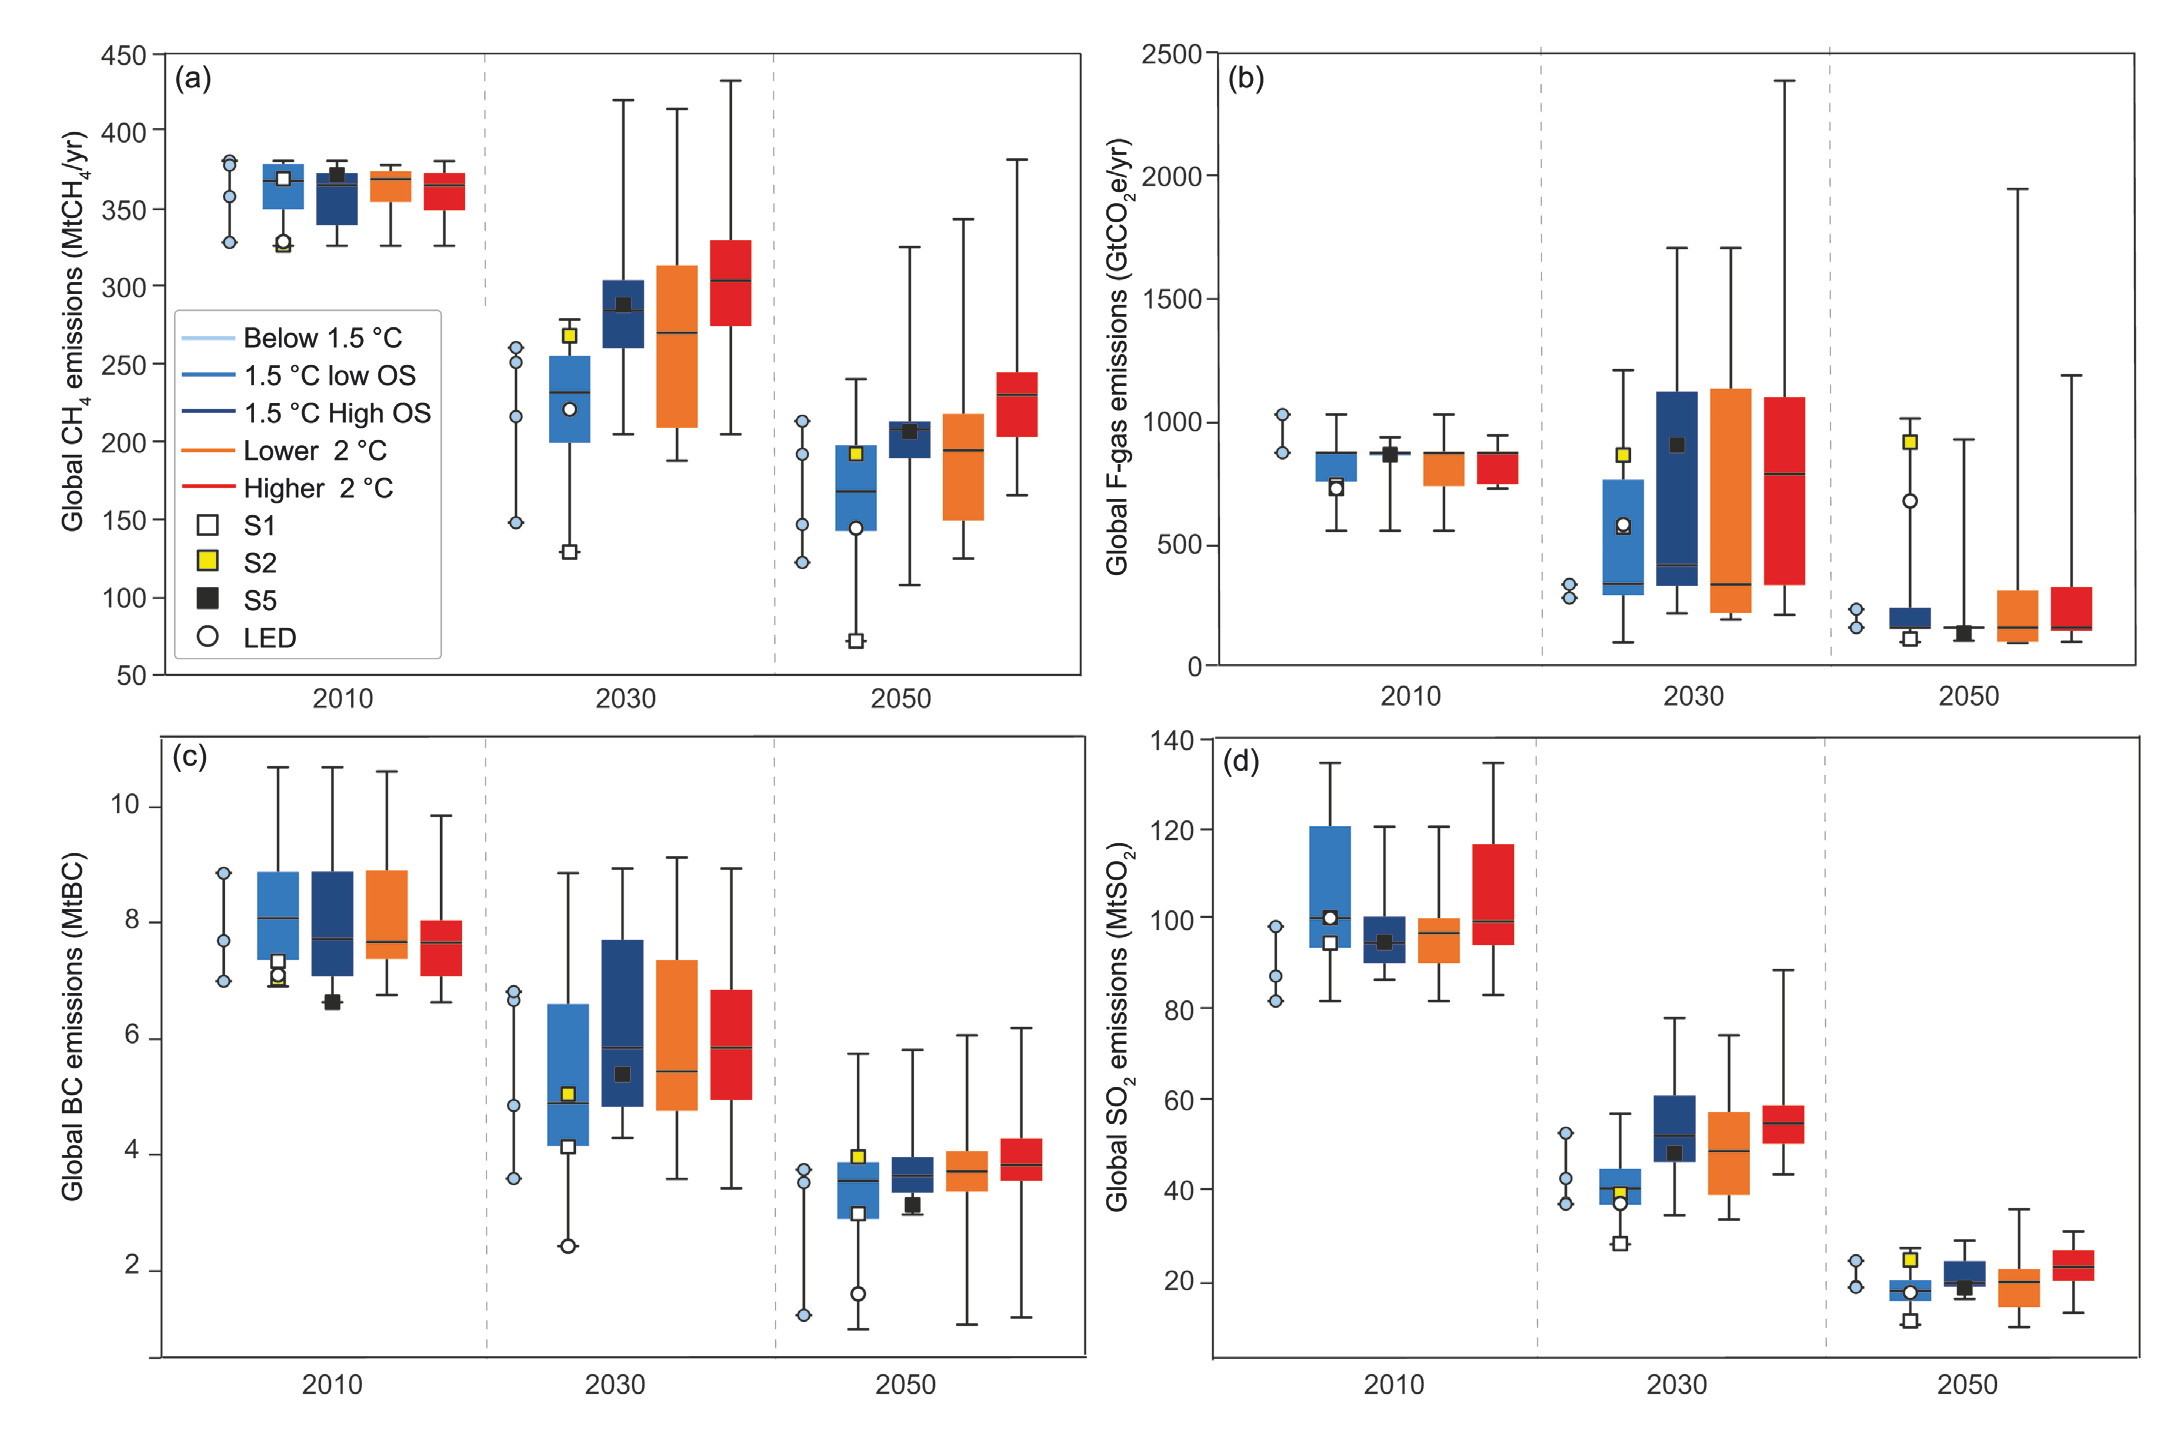 (a)
Global CH4 emissions (MtCH4/yr)
450
400
350
300
250
200
150
100
50
Below 1.5 °C
1.5 °C low OS
1.5 °C High OS
Lower 2 °C
Higher 2 °C
S1
S2
S5
LED
2010 2030 2050
(b)
Global F-gas emissions (GtCO2e/yr)
2500
2000
1500
1000
500
0
2010 2030 2050
(c)
Global BC emissions (MtBC)
10
8
6
4
2
2010 2030 2050
(d)
Global SO2 emissions (MtSO2)
140
120
100
80
60
40
20
2010 2030 2050